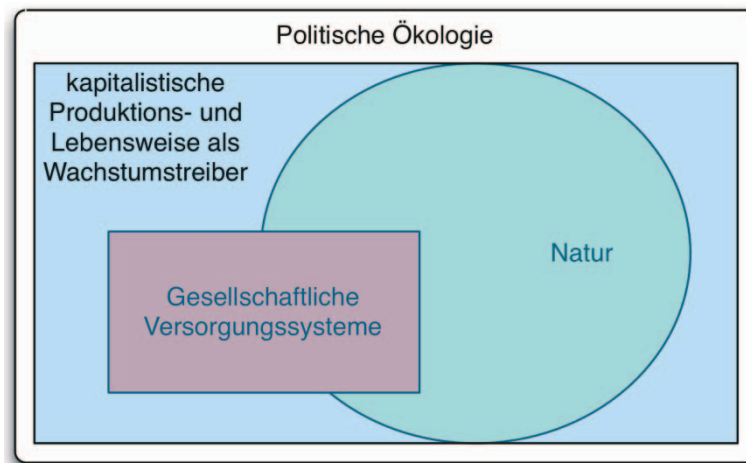 Politische Ökologie
kapitalistische
Produktions- und
Lebensweise als
Wachstumstreiber
Natur
Gesellschaftliche
Versorgungssysteme